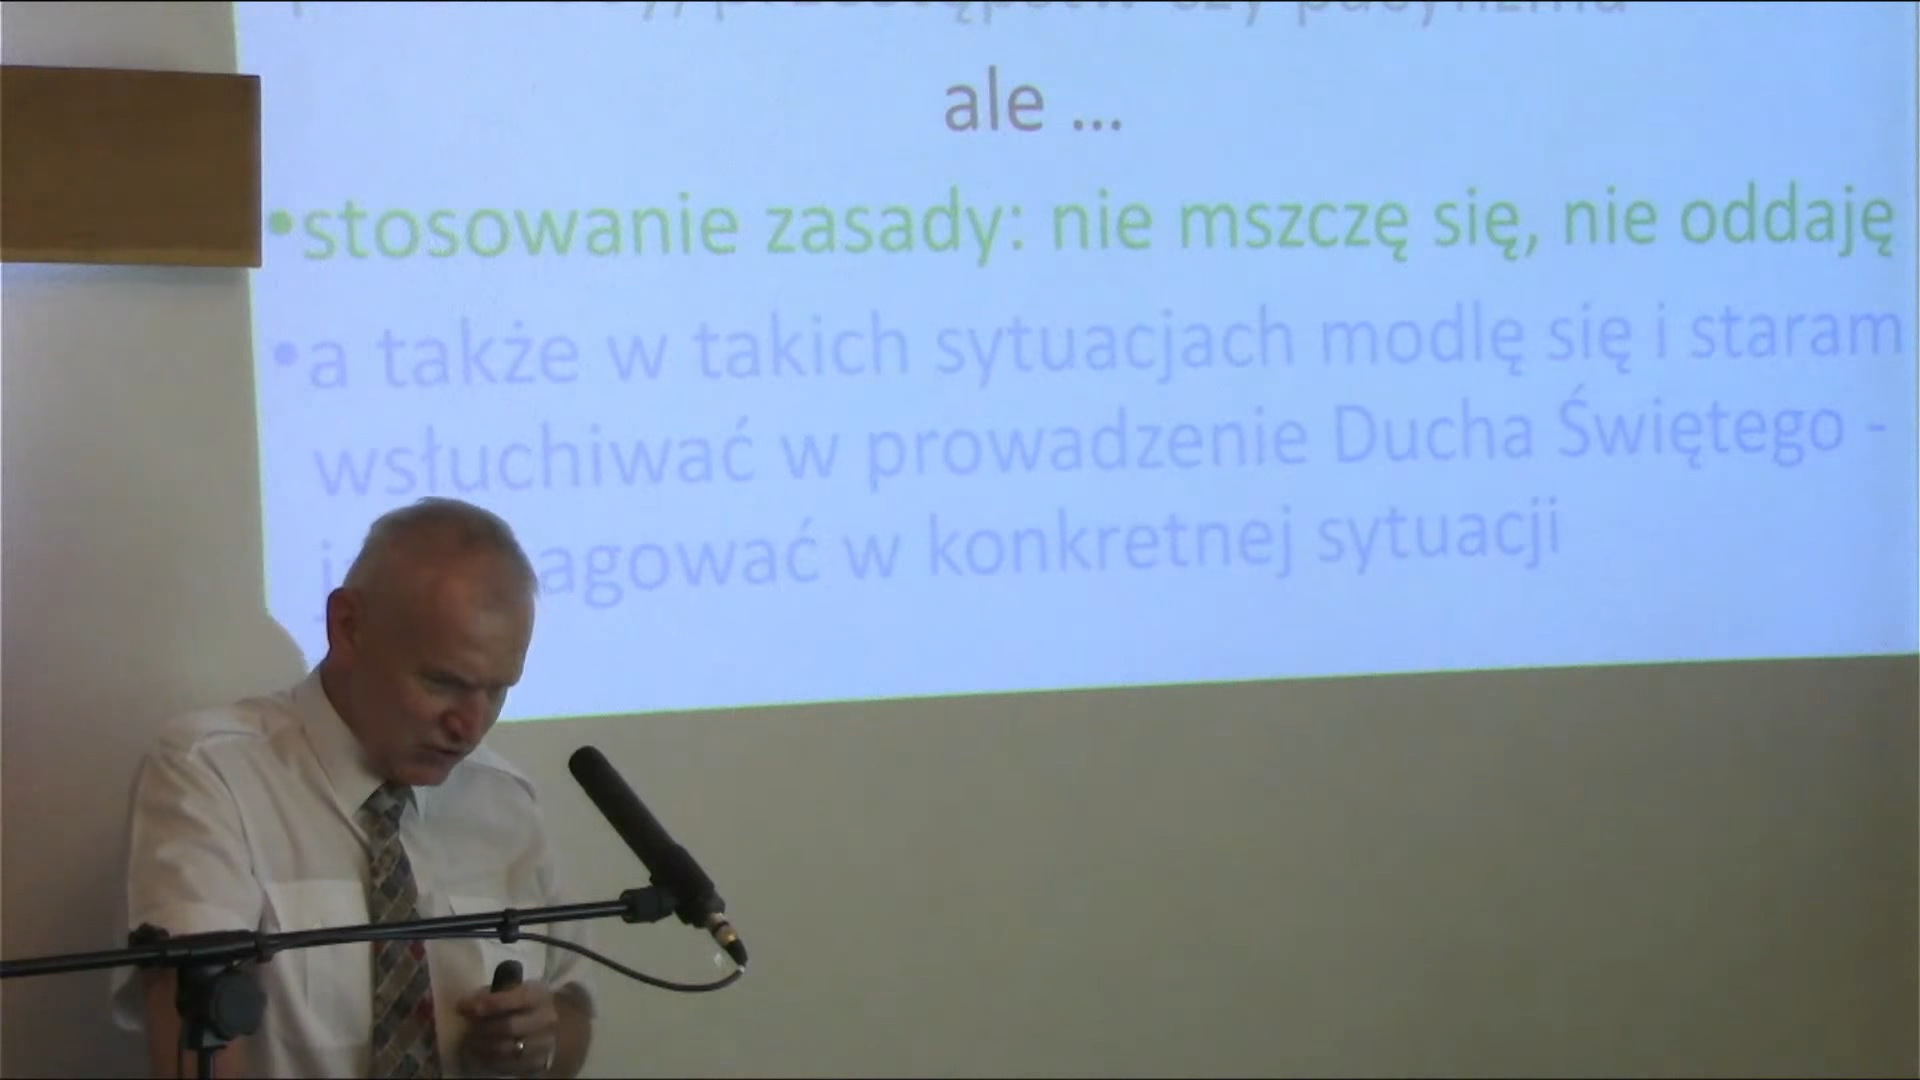 czy
ale ...
•stosowanie zasady: nie mszczę się, nie oddaję
•a także w takich sytuacjach modlę się i staram
wsłuchiwać w prowadzenie Ducha Świętego -
w konkretnej sytuacji